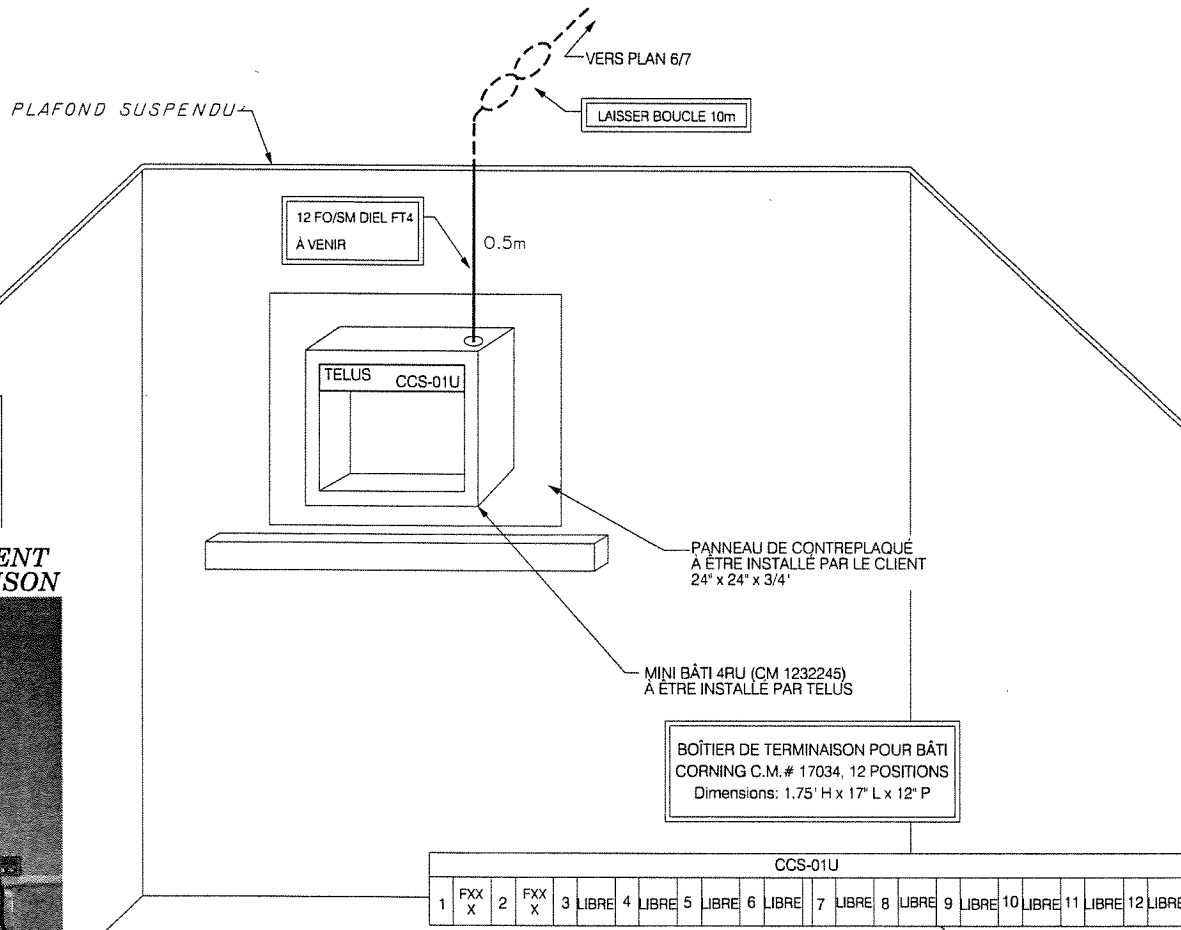 VERS PLAN 6/7
PLAFOND SUSPENDU
LAISSER BOUCLE 10m
12 FO/SM DIEL FT4
À VENIR
0.5m
TELUS CCS-01U
PANNEAU DE CONTREPLAQUÉ
À ÊTRE INSTALLÉ PAR LE CLIENT
24" x 24" x 3/4'
ENT
ISON
MINI BÂTI 4RU (CM 1232245)
À ÊTRE INSTALLÉ PAR TELUS
BOÎTIER DE TERMINAISON POUR BÂTI
CORNING C.M.# 17034, 12 POSITIONS
Dimensions: 1.75' H x 17" L x 12" P
CCS-01U
1 FXX X 2 FXX X 3 LIBRE 4 LIBRE 5 LIBRE 6 LIBRE 7 LIBRE 8 LIBRE 9 LIBRE 10 LIBRE 11 LIBRE 12 LIBRE